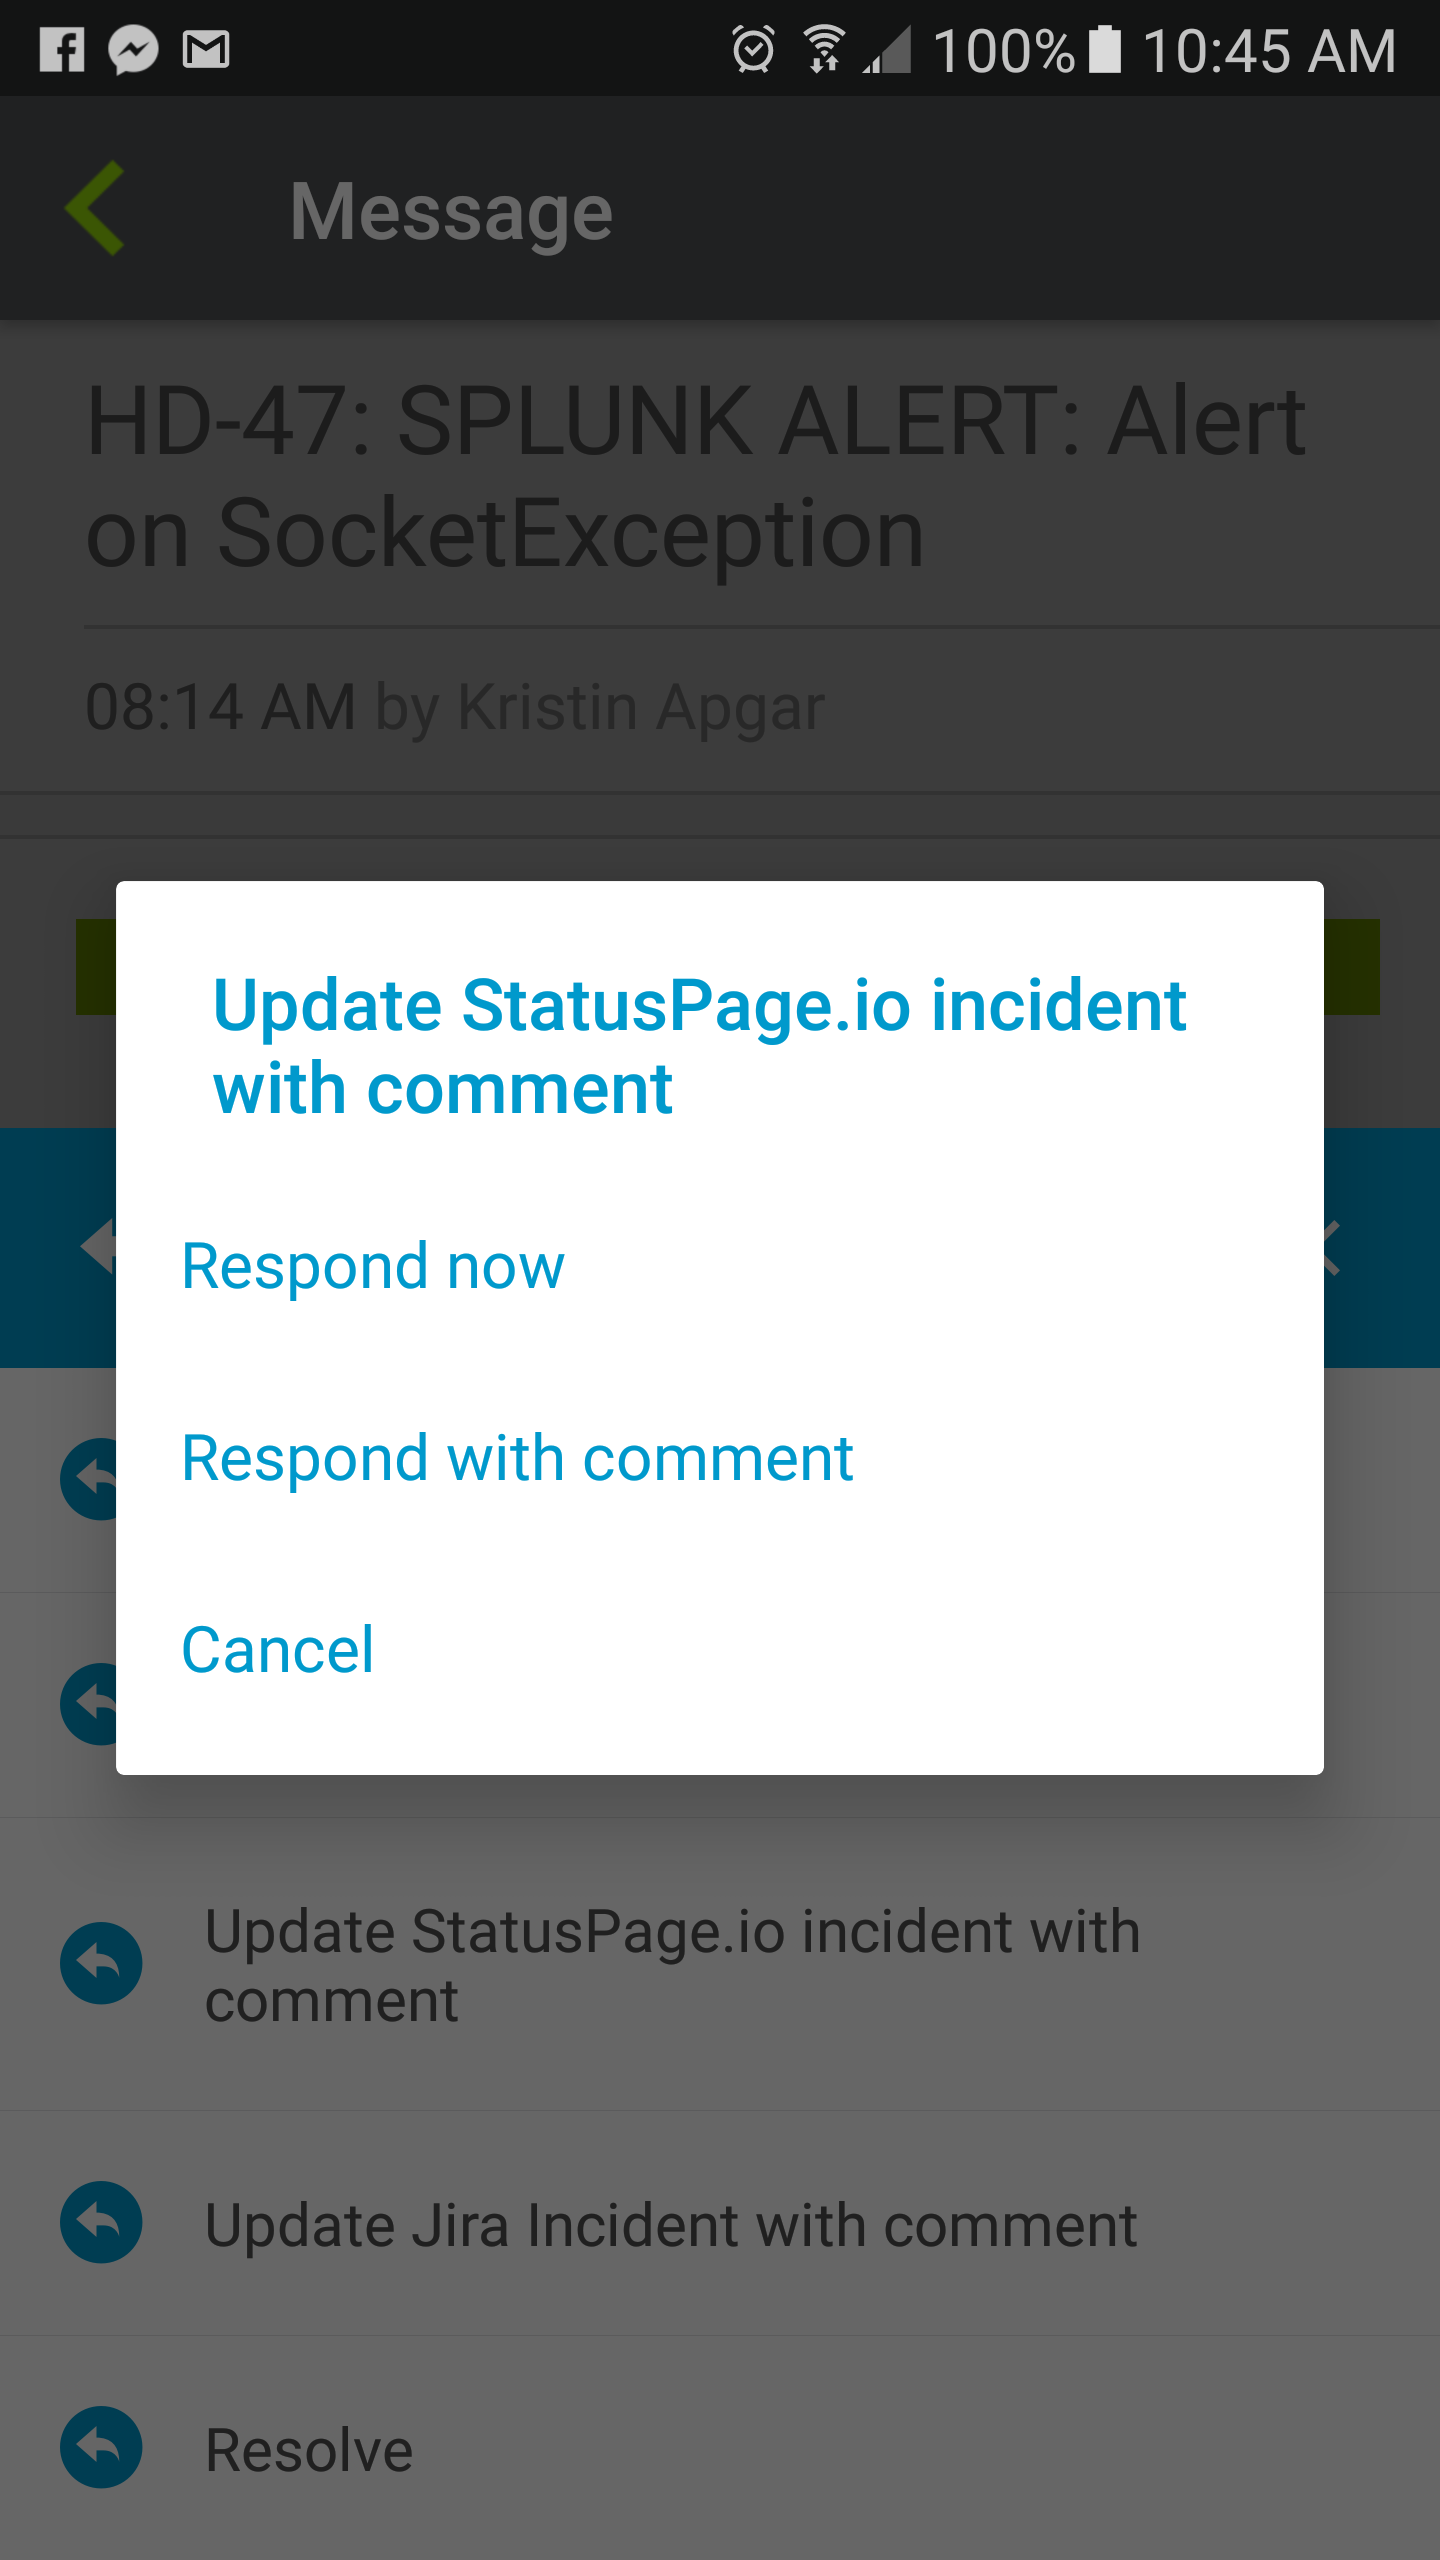 100% 10:45 AM
Message
HD-47: SPLUNK ALERT: Alert
on SocketException
08:14 AM by Kristin Apgar
Update StatusPage.io incident
with comment
Respond now
Respond with comment
Cancel
Update StatusPage.io incident with
comment
Update Jira Incident with comment
Resolve